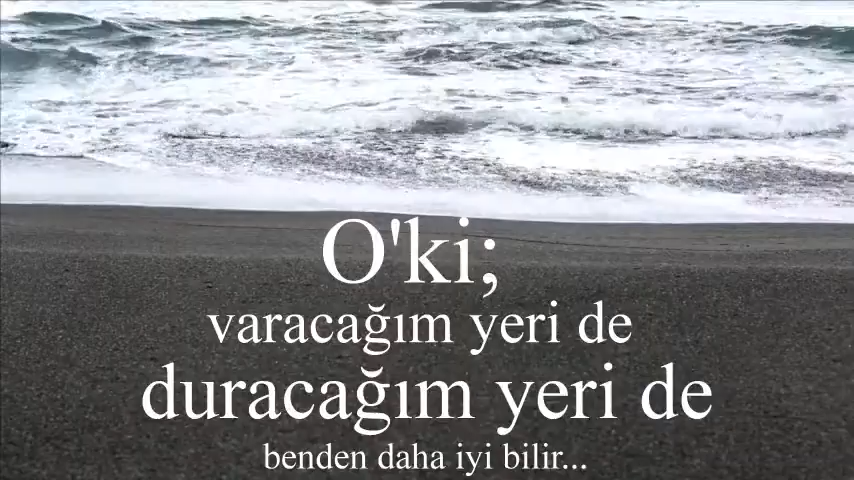 O'ki;
varacağım yeri de
duracağım yeri de
benden daha iyi bilir...